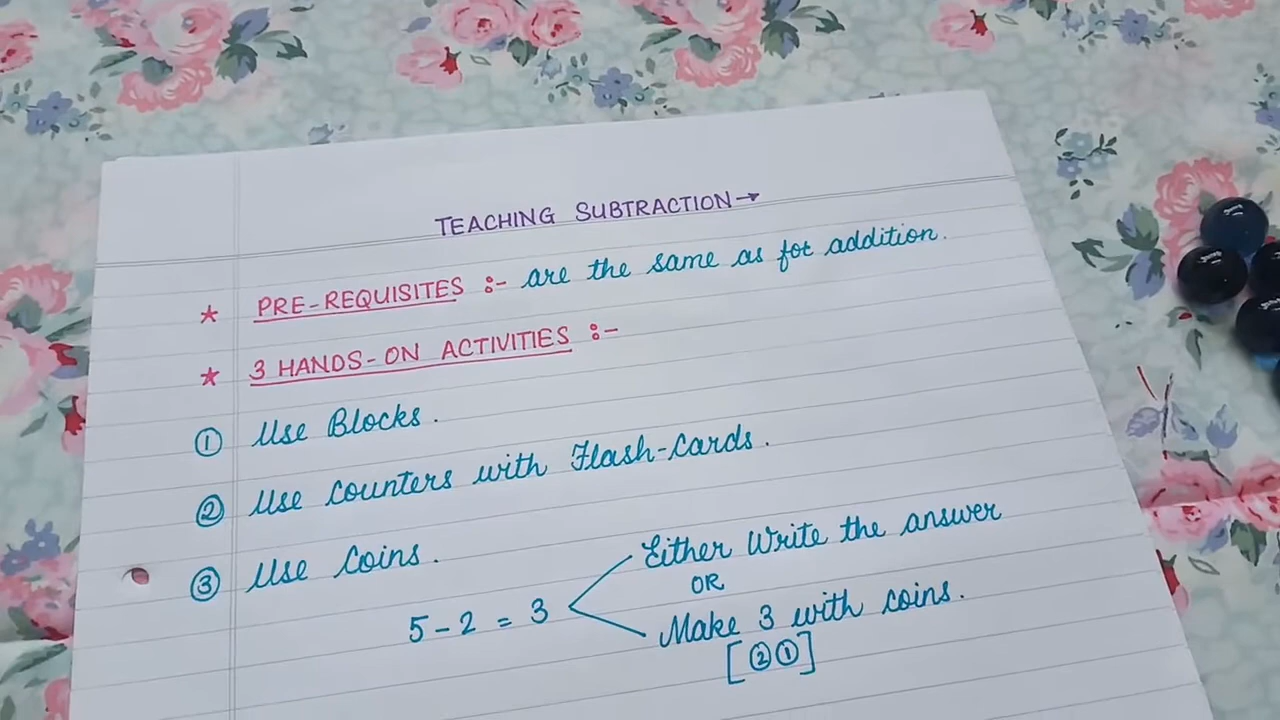 TEACHING SUBTRACTION→
★ PRE-REQUISITES :- are the same as for addition.
★ 3 HANDS-ON ACTIVITIES :-
① Use Blocks.
② Use counters with Flash-Cards.
③ Use Coins.
5 - 2 = 3
Either Write the answer
OR
Make 3 with coins.
[②①]